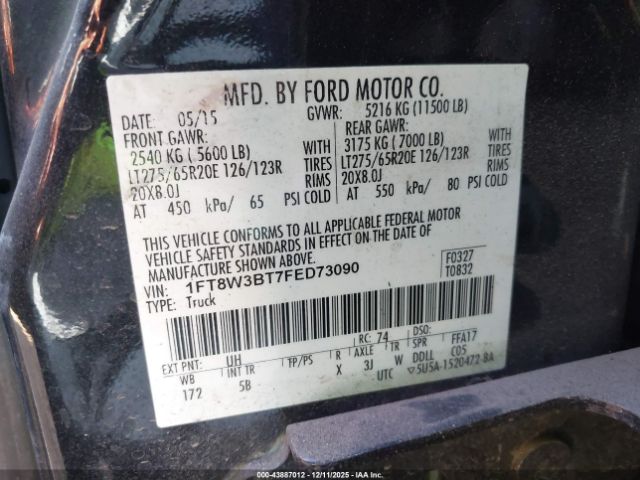 MFD. BY FORD MOTOR CO.
DATE: 05/15 GVWR: 5216 KG (11500 LB)
FRONT GAWR: REAR GAWR:
2540 KG ( 5600 LB) WITH 3175 KG ( 7000 LB) WITH
LT275/65R20E 126/123R TIRES LT275/65R20E 126/123R TIRES
20X8.0J RIMS 20X8.0J RIMS
AT 450 kPa/ 65 PSI COLD AT 550 kPa/ 80 PSI COLD
THIS VEHICLE CONFORMS TO ALL APPLICABLE FEDERAL MOTOR
VEHICLE SAFETY STANDARDS IN EFFECT ON THE DATE OF
MANUFACTURE SHOWN ABOVE.
VIN: 1FT8W3BT7FED73090 F0327
TYPE: Truck T0832
EXT PNT: UH RC: 74 DSO:
WB INT TR TP/PS R AXLE TR SPR FFA17
172 5B X 3J W DDLL C05
UTC 5U5A-1520472-BA
000-43887012 - 12/11/2025 - IAAI.COM